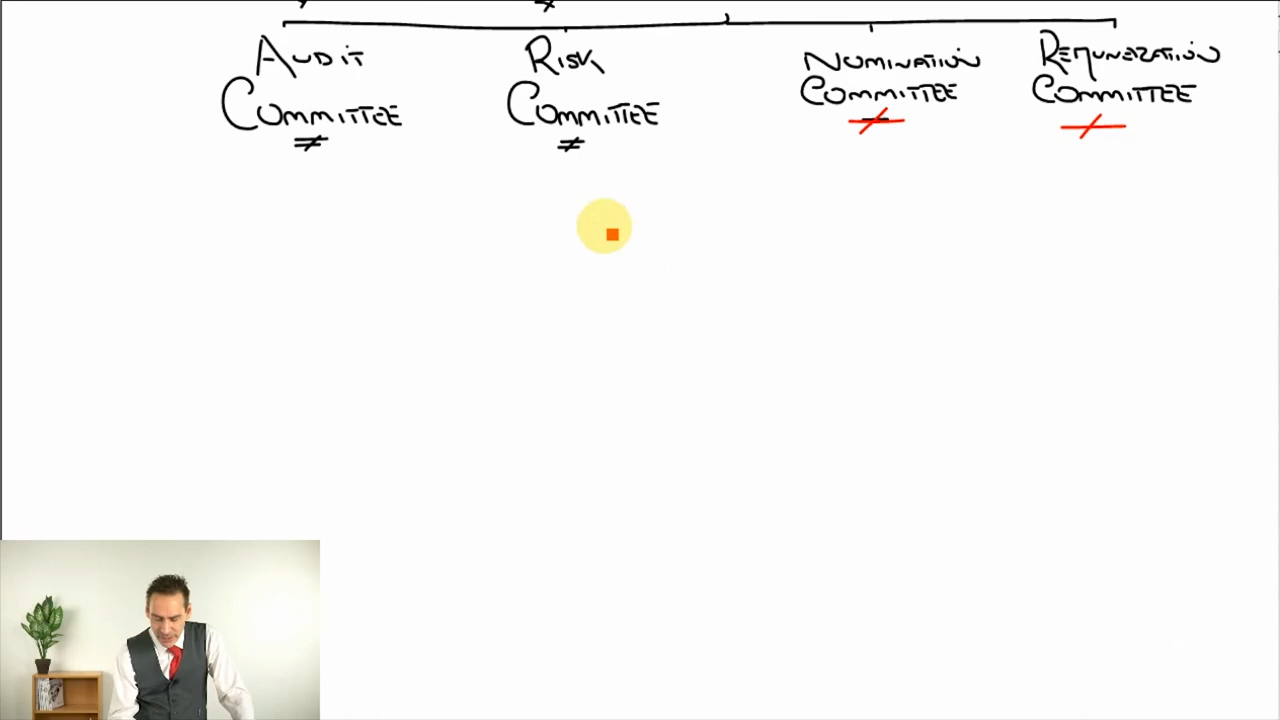 Audit
Committee
Risk
Committee
Nomination
Committee
Remuneration
Committee